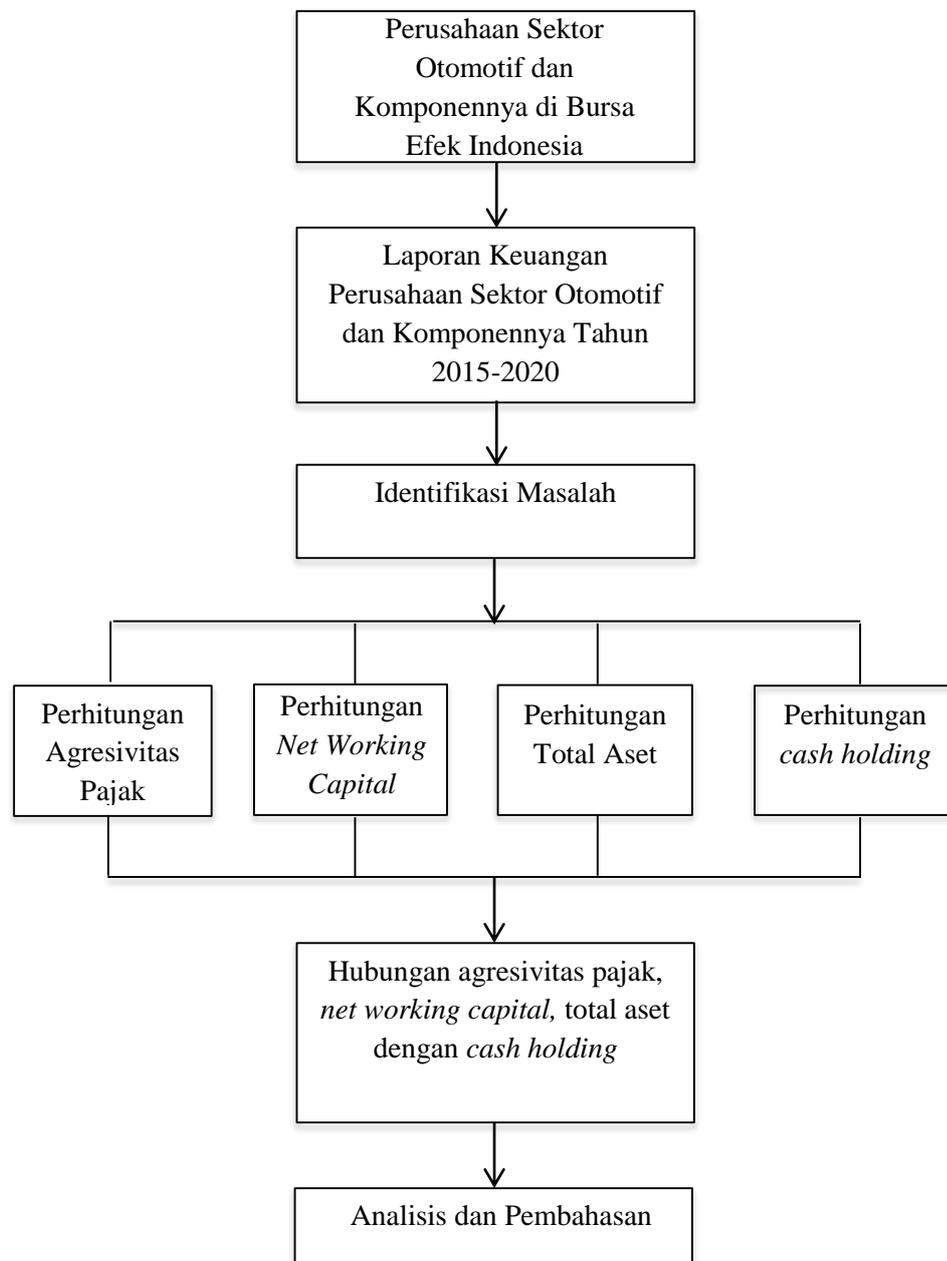 Perusahaan Sektor
Otomotif dan
Komponennya di Bursa
Efek Indonesia
Laporan Keuangan
Perusahaan Sektor Otomotif
dan Komponennya Tahun
2015-2020
Identifikasi Masalah
Perhitungan
Agresivitas
Pajak
Perhitungan
Net Working
Capital
Perhitungan
Total Aset
Perhitungan
cash holding
Hubungan agresivitas pajak,
net working capital, total aset
dengan cash holding
Analisis dan Pembahasan